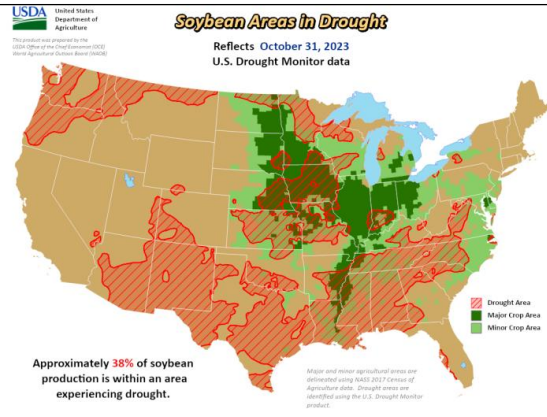 USDA
United States
Department of
Agriculture
This product was prepared by the
USDA Office of the Chief Economist (OCE)
World Agricultural Outlook Board (WAOB)
Soybean Areas in Drought
Reflects October 31, 2023
U.S. Drought Monitor data
Drought Area
Major Crop Area
Minor Crop Area
Approximately 38% of soybean
production is within an area
experiencing drought.
Major and minor agricultural areas are
delineated using NASS 2017 Census of
Agriculture data. Drought areas are
identified using the U.S. Drought Monitor
product.